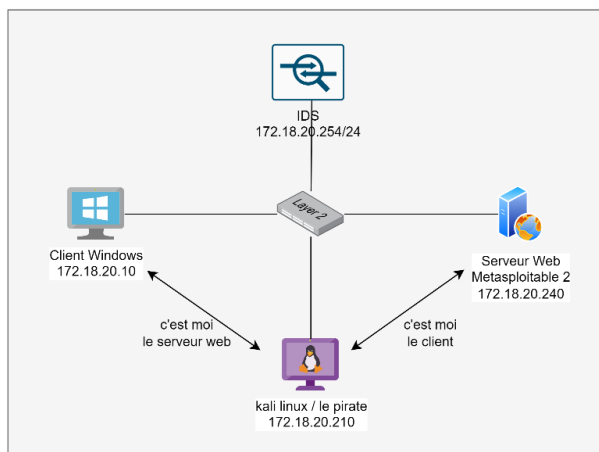 IDS
172.18.20.254/24
Layer 2
Client Windows
172.18.20.10
Serveur Web
Metasploitable 2
172.18.20.240
c'est moi
le serveur web
c'est moi
le client
kali linux / le pirate
172.18.20.210